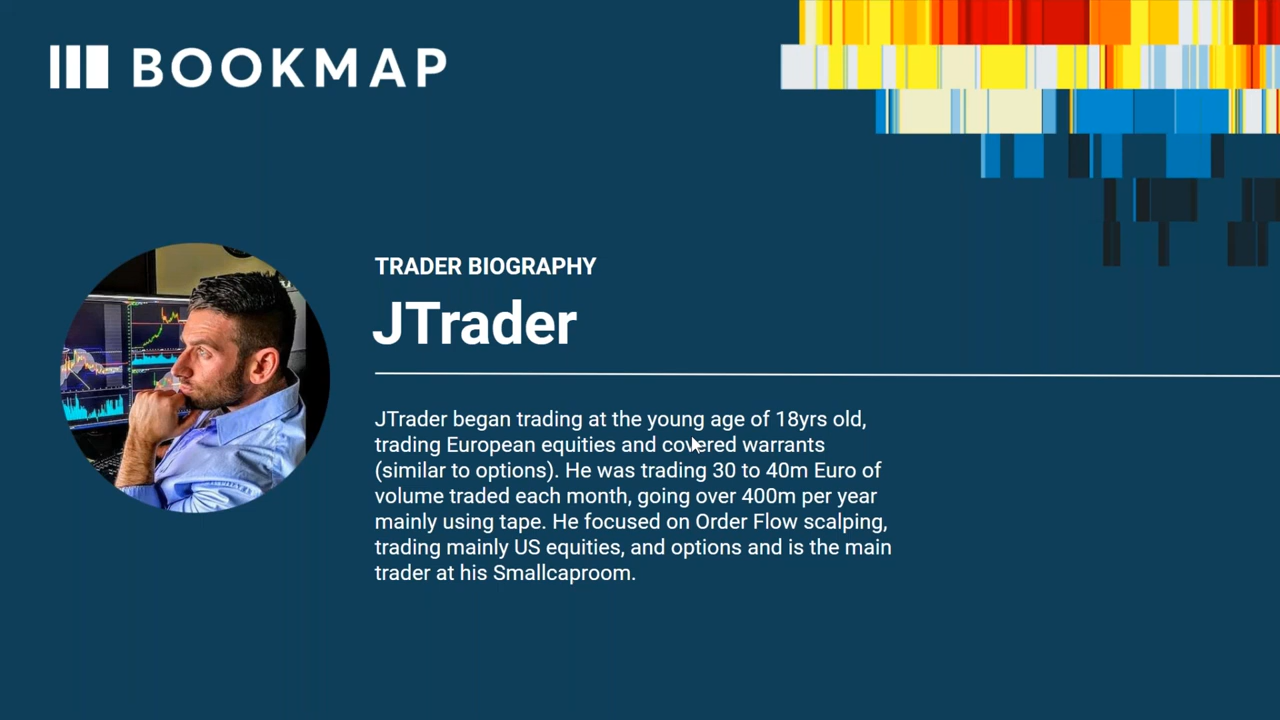 BOOKMAP
TRADER BIOGRAPHY
JTrader
JTrader began trading at the young age of 18yrs old,
trading European equities and covered warrants
(similar to options). He was trading 30 to 40m Euro of
volume traded each month, going over 400m per year
mainly using tape. He focused on Order Flow scalping,
trading mainly US equities, and options and is the main
trader at his Smallcaproom.